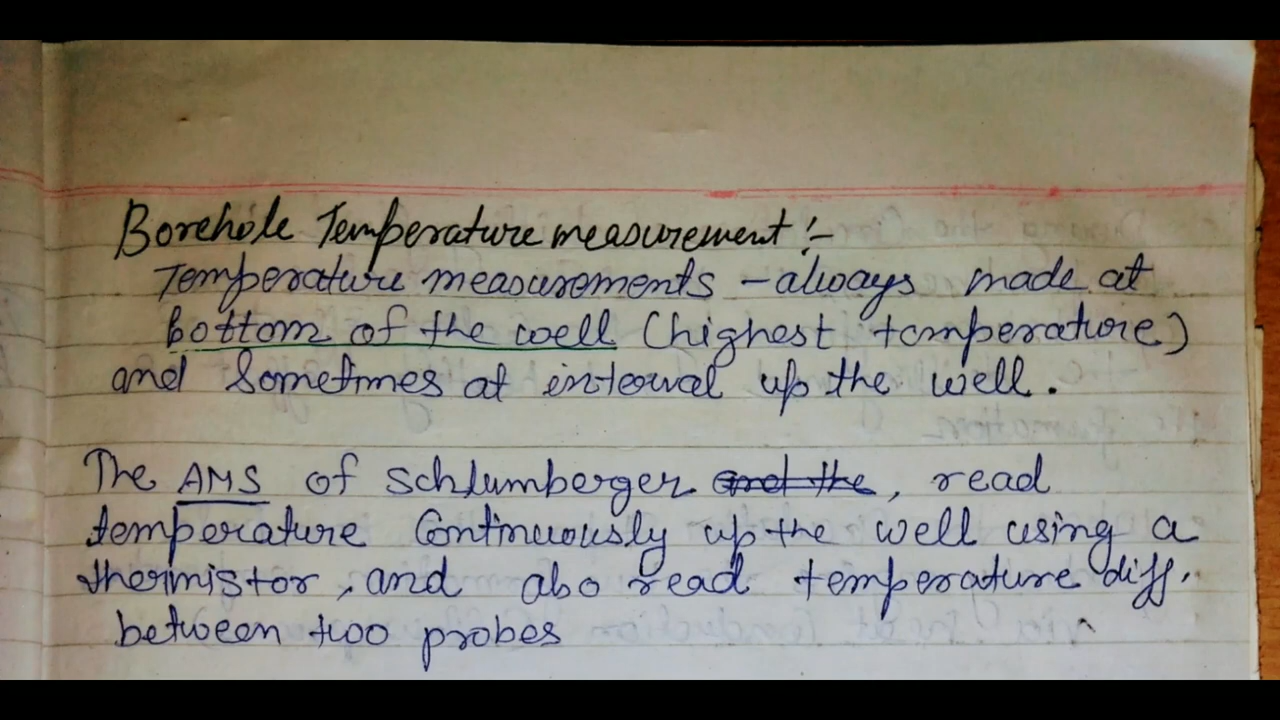 Borehole Temperature measurement :-
Temperature measurements - always made at
bottom of the well (highest temperature)
and Sometimes at interval up the well.
The AMS of Schlumberger and the, read
temperature Continuously up the well using a
thermistor, and also read temperature diff.
between two probes